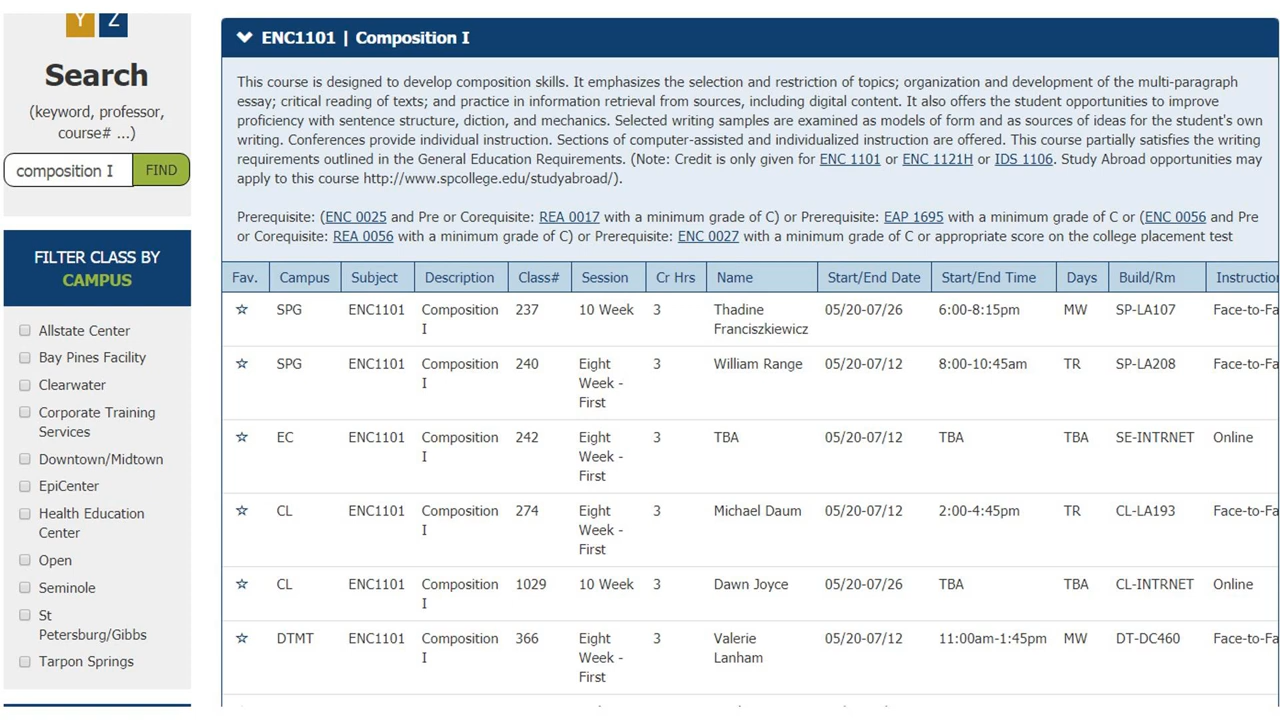 Y Z
Search
(keyword, professor,
course# ...)
composition I FIND
FILTER CLASS BY
CAMPUS
Allstate Center
Bay Pines Facility
Clearwater
Corporate Training
Services
Downtown/Midtown
EpiCenter
Health Education
Center
Open
Seminole
St
Petersburg/Gibbs
Tarpon Springs
ENC1101 | Composition I
This course is designed to develop composition skills. It emphasizes the selection and restriction of topics; organization and development of the multi-paragraph
essay; critical reading of texts; and practice in information retrieval from sources, including digital content. It also offers the student opportunities to improve
proficiency with sentence structure, diction, and mechanics. Selected writing samples are examined as models of form and as sources of ideas for the student's own
writing. Conferences provide individual instruction. Sections of computer-assisted and individualized instruction are offered. This course partially satisfies the writing
requirements outlined in the General Education Requirements. (Note: Credit is only given for ENC 1101 or ENC 1121H or IDS 1106. Study Abroad opportunities may
apply to this course http://www.spcollege.edu/studyabroad/).
Prerequisite: (ENC 0025 and Pre or Corequisite: REA 0017 with a minimum grade of C) or Prerequisite: EAP 1695 with a minimum grade of C or (ENC 0056 and Pre
or Corequisite: REA 0056 with a minimum grade of C) or Prerequisite: ENC 0027 with a minimum grade of C or appropriate score on the college placement test
Fav. Campus Subject Description Class# Session Cr Hrs Name Start/End Date Start/End Time Days Build/Rm Instruction
SPG ENC1101 Composition 237 10 Week 3 Thadine 05/20-07/26 6:00-8:15pm MW SP-LA107 Face-to-Fa
I Franciszkiewicz
SPG ENC1101 Composition 240 Eight 3 William Range 05/20-07/12 8:00-10:45am TR SP-LA208 Face-to-Fa
I Week -
First
EC ENC1101 Composition 242 Eight 3 TBA 05/20-07/12 TBA TBA SE-INTRNET Online
I Week -
First
CL ENC1101 Composition 274 Eight 3 Michael Daum 05/20-07/12 2:00-4:45pm TR CL-LA193 Face-to-Fa
I Week -
First
CL ENC1101 Composition 1029 10 Week 3 Dawn Joyce 05/20-07/26 TBA TBA CL-INTRNET Online
I
DTMT ENC1101 Composition 366 Eight 3 Valerie 05/20-07/12 11:00am-1:45pm MW DT-DC460 Face-to-Fa
I Week - Lanham
First